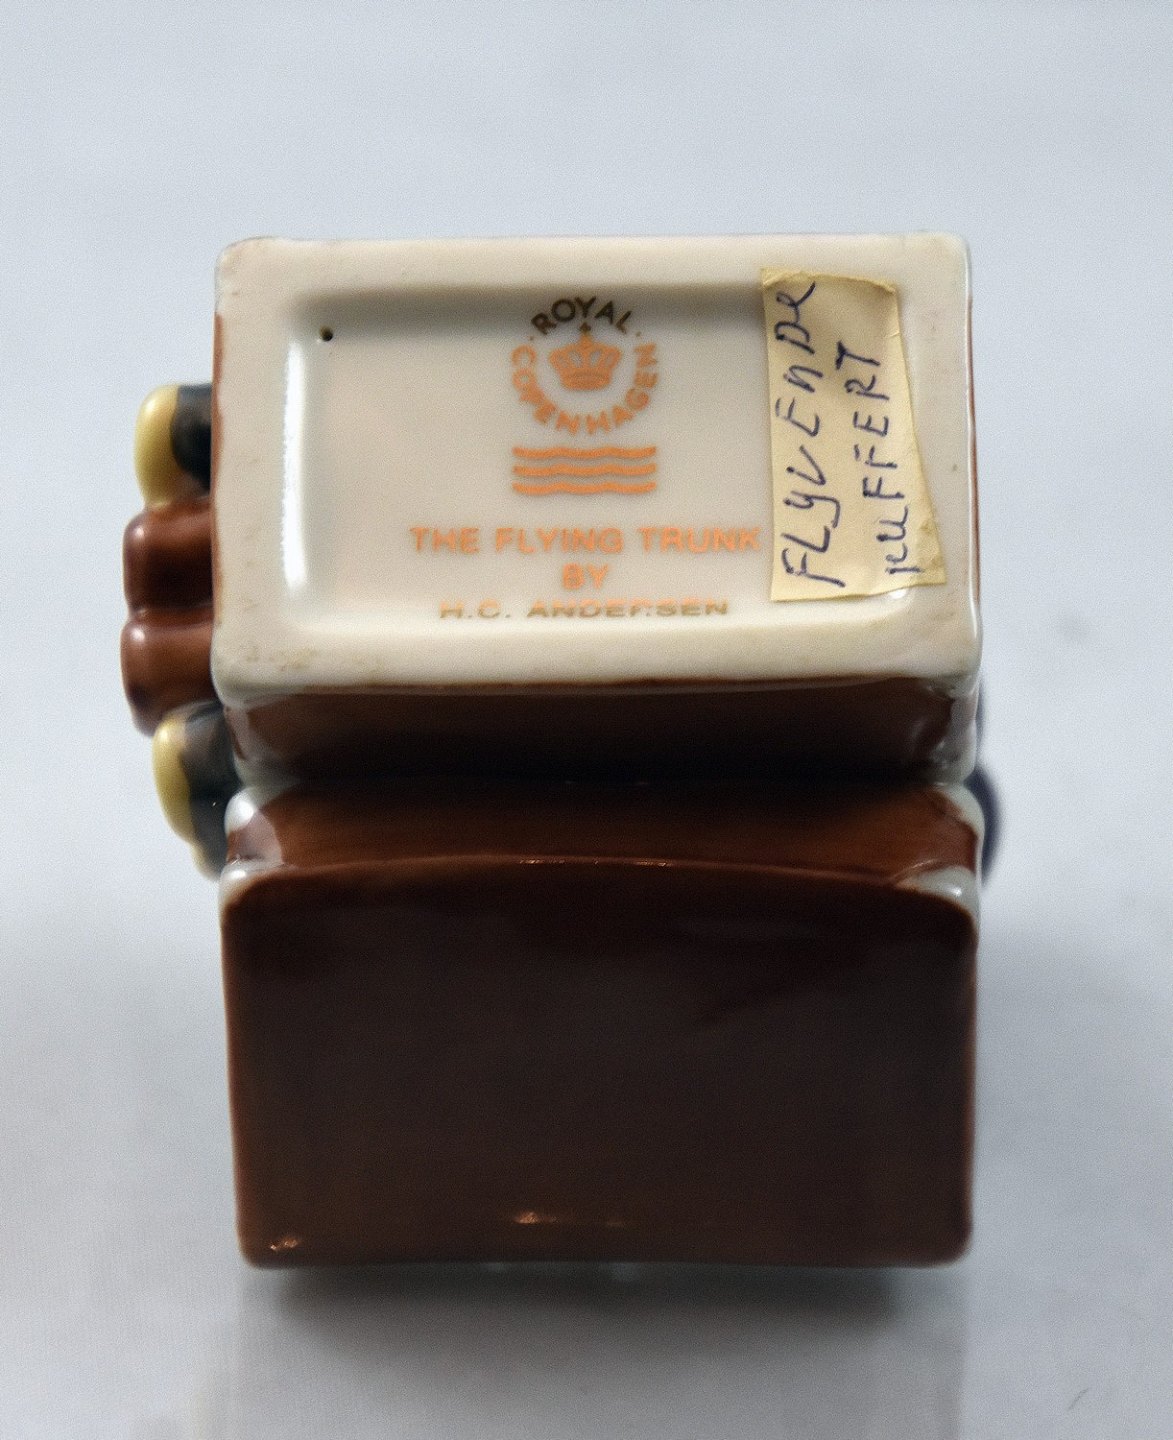 ROYAL
COPENHAGEN
THE FLYING TRUNK
BY
H.C. ANDERSEN
FLYVENDe
KUFFERT